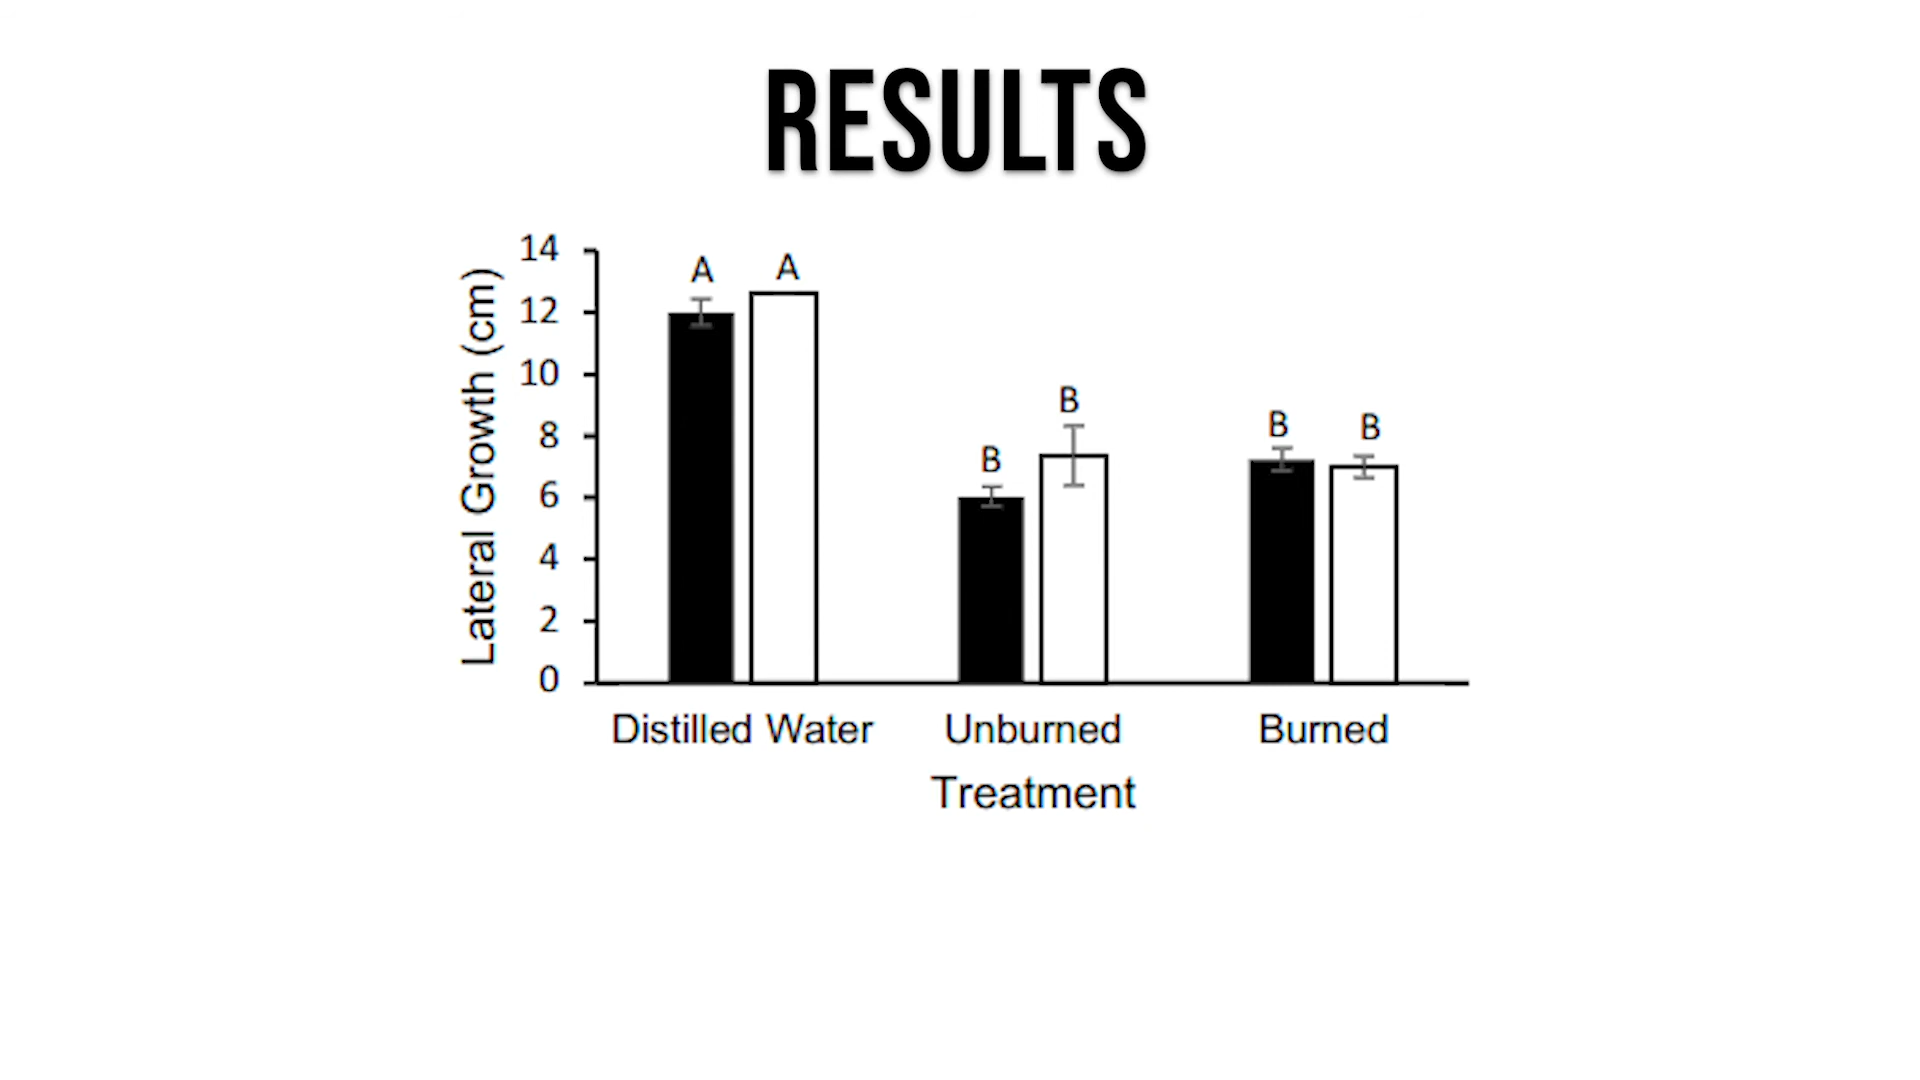 RESULTS
Lateral Growth (cm)
14
12
10
8
6
4
2
0
A
A
B
B
B
B
Distilled Water
Unburned
Burned
Treatment